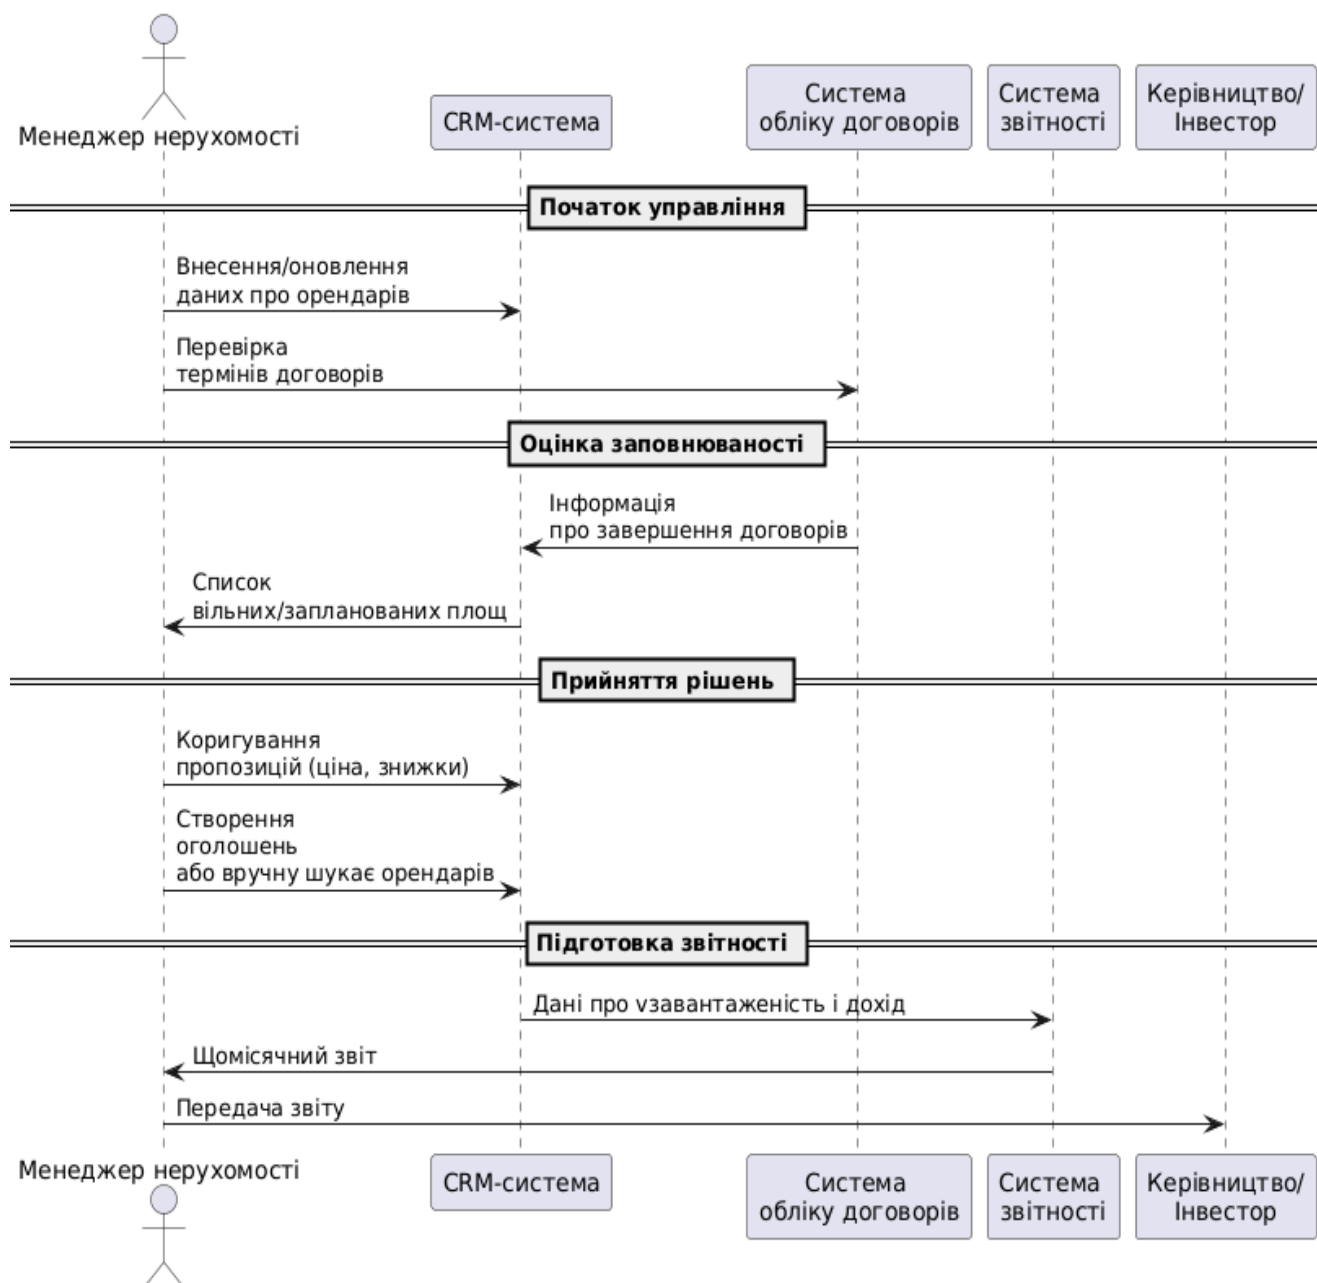 Менеджер нерухомості
CRM-система
Система
обліку договорів
Система
звітності
Керівництво/
Інвестор
Початок управління
Внесення/оновлення
даних про орендарів
Перевірка
термінів договорів
Оцінка заповнюваності
Інформація
про завершення договорів
Список
вільних/запланованих площ
Прийняття рішень
Коригування
пропозицій (ціна, знижки)
Створення
оголошень
або вручну шукає орендарів
Підготовка звітності
Дані про vзавантаженість і дохід
Щомісячний звіт
Передача звіту
Менеджер нерухомості
CRM-система
Система
обліку договорів
Система
звітності
Керівництво/
Інвестор